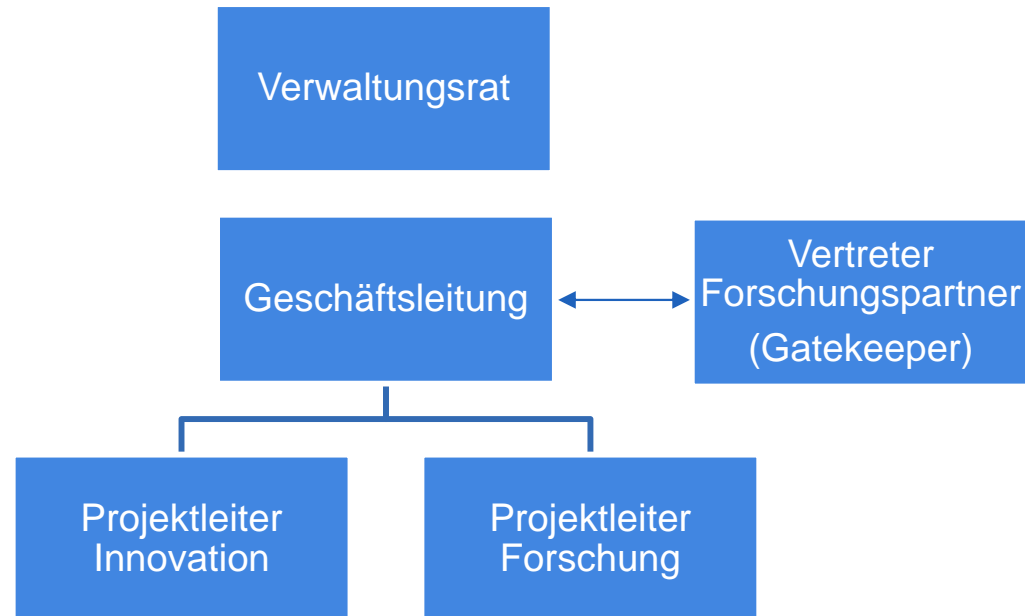 Verwaltungsrat
Geschäftsleitung
Vertreter
Forschungspartner
(Gatekeeper)
Projektleiter
Innovation
Projektleiter
Forschung